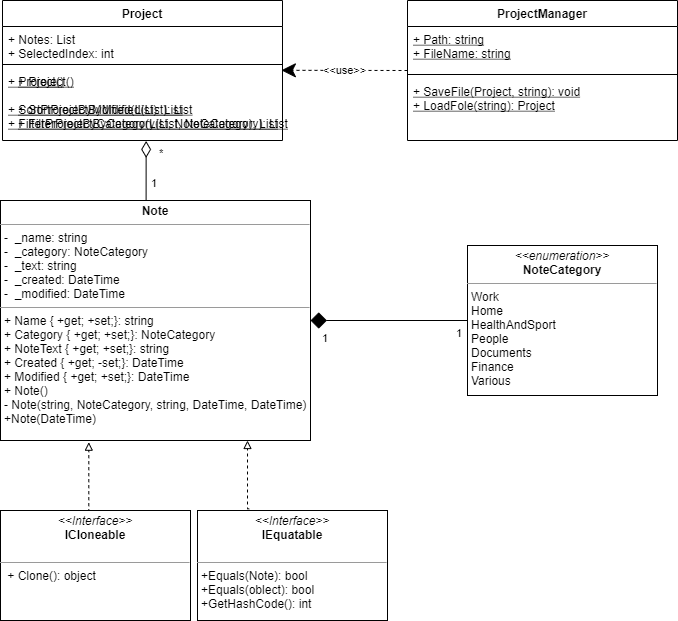 Project
+ Notes: List
+ SelectedIndex: int
+ Project()
+ SortProjectByModified(List): List
+ FilterProjectByCategory(List, NoteCategory): List
<<use>>
ProjectManager
+ Path: string
+ FileName: string
+ SaveFile(Project, string): void
+ LoadFole(string): Project
*
1
Note
- _name: string
- _category: NoteCategory
- _text: string
- _created: DateTime
- _modified: DateTime
+ Name { +get; +set;}: string
+ Category { +get; +set;}: NoteCategory
+ NoteText { +get; +set;}: string
+ Created { +get; -set;}: DateTime
+ Modified { +get; +set;}: DateTime
+ Note()
- Note(string, NoteCategory, string, DateTime, DateTime)
+Note(DateTime)
1
1
<<enumeration>>
NoteCategory
Work
Home
HealthAndSport
People
Documents
Finance
Various
<<Interface>>
ICloneable
+ Clone(): object
<<Interface>>
IEquatable
+Equals(Note): bool
+Equals(oblect): bool
+GetHashCode(): int